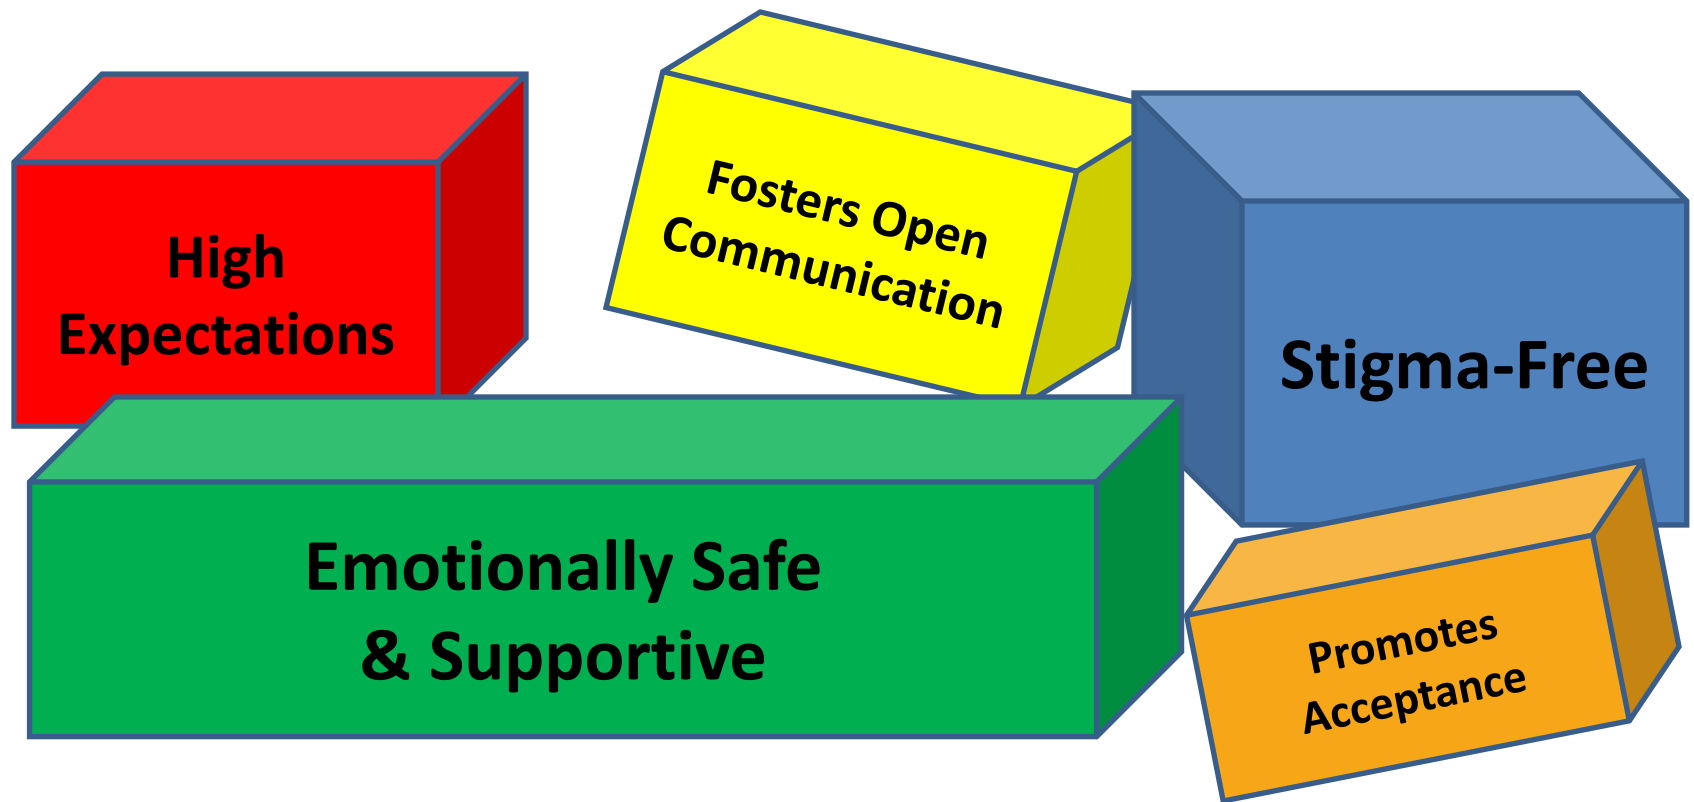 High
Expectations
Fosters Open
Communication
Stigma-Free
Emotionally Safe
& Supportive
Promotes
Acceptance